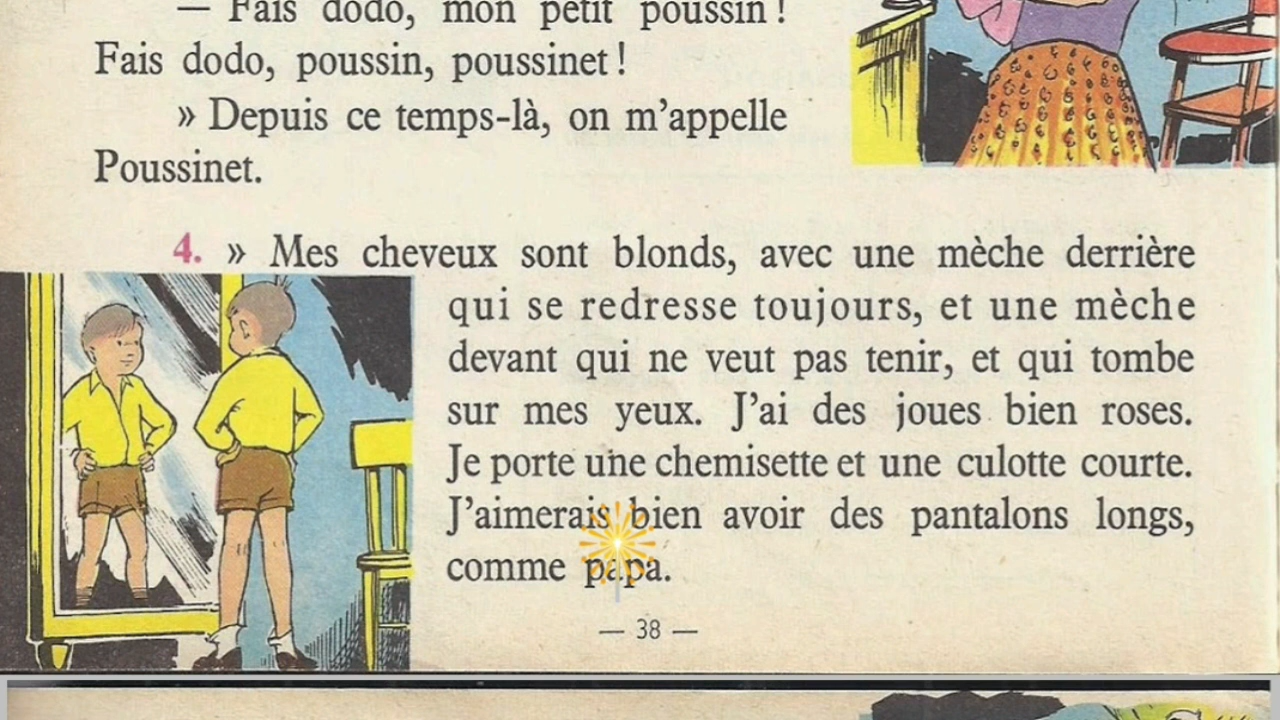 — Fais dodo, mon petit poussin !
Fais dodo, poussin, poussinet !
» Depuis ce temps-là, on m’appelle
Poussinet.
4. » Mes cheveux sont blonds, avec une mèche derrière
qui se redresse toujours, et une mèche
devant qui ne veut pas tenir, et qui tombe
sur mes yeux. J’ai des joues bien roses.
Je porte une chemisette et une culotte courte.
J’aimerais bien avoir des pantalons longs,
comme papa.
— 38 —